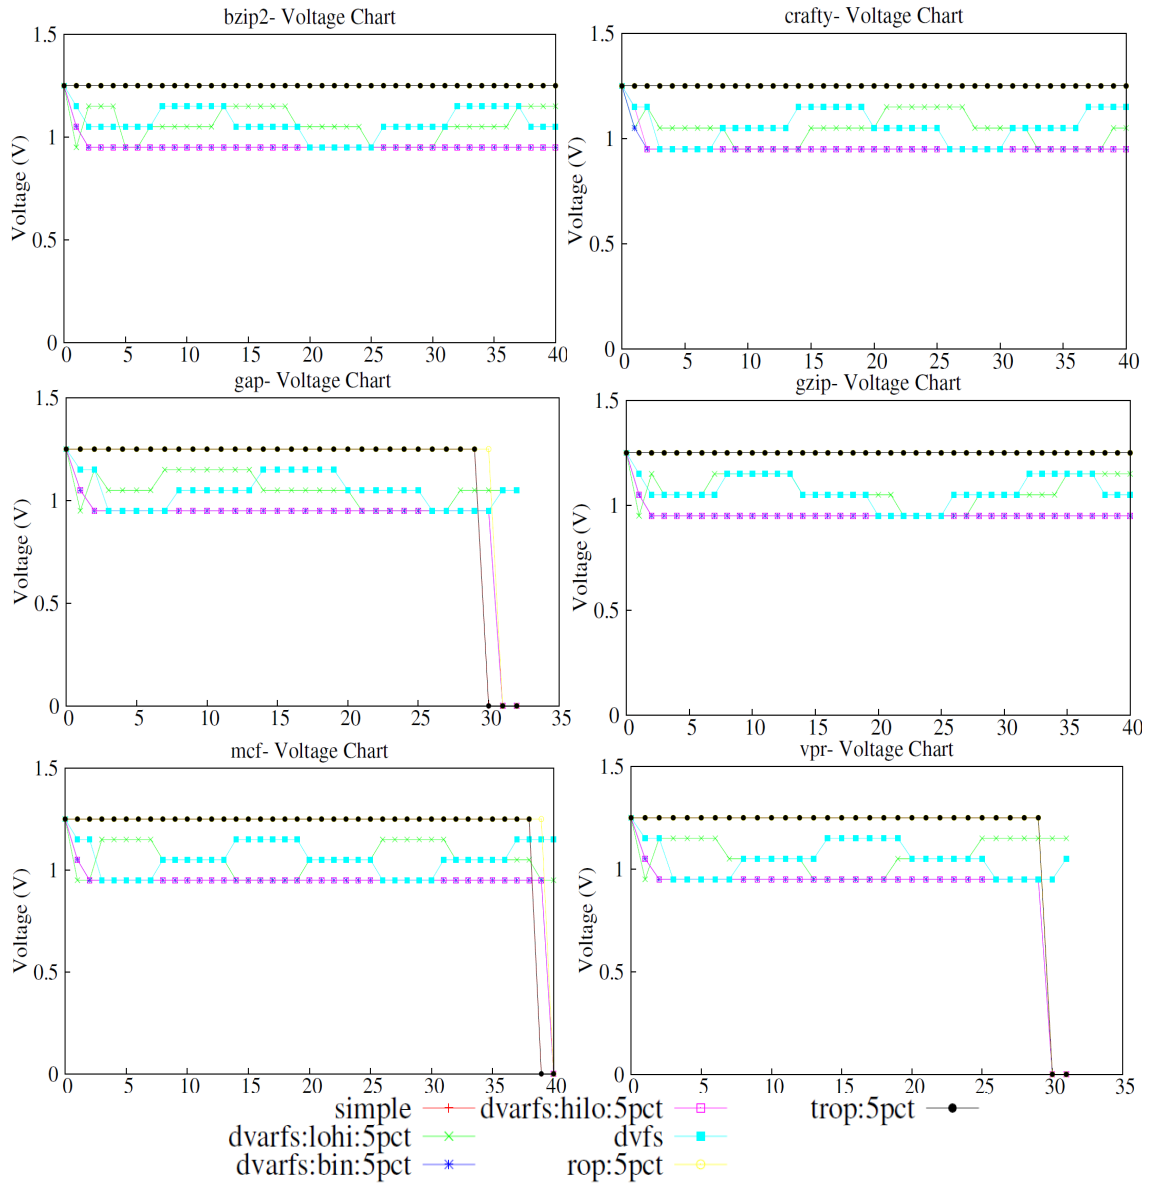 bzip2- Voltage Chart
1.5
1
0.5
0
Voltage (V)
0 5 10 15 20 25 30 35 40
crafty- Voltage Chart
1.5
1
0.5
0
Voltage (V)
0 5 10 15 20 25 30 35 40
gap- Voltage Chart
1.5
1
0.5
0
Voltage (V)
0 5 10 15 20 25 30 35
gzip- Voltage Chart
1.5
1
0.5
0
Voltage (V)
0 5 10 15 20 25 30 35 40
mcf- Voltage Chart
1.5
1
0.5
0
Voltage (V)
0 5 10 15 20 25 30 35 40
vpr- Voltage Chart
1.5
1
0.5
0
Voltage (V)
0 5 10 15 20 25 30 35
simple dvarfs:hilo:5pct trop:5pct
dvarfs:lohi:5pct dvfs
dvarfs:bin:5pct rop:5pct